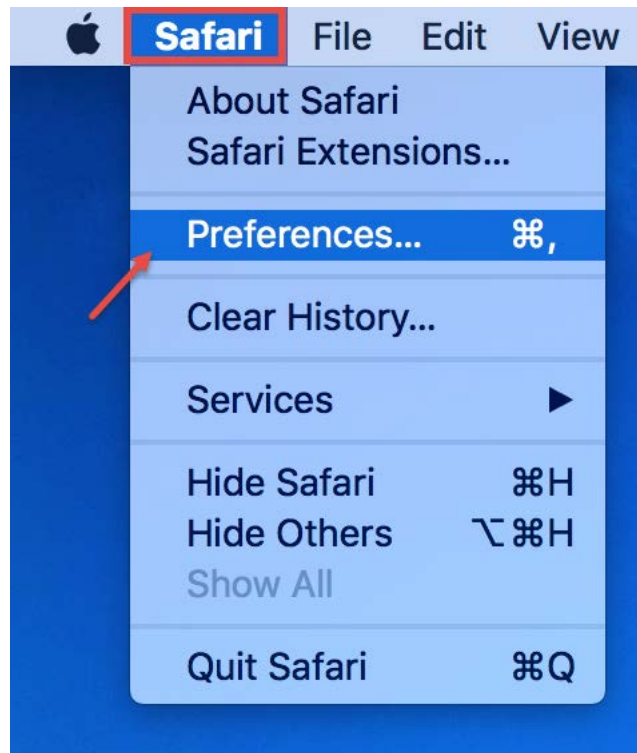 Safari File Edit View
About Safari
Safari Extensions...
Preferences... ⌘,
Clear History...
Services ▶
Hide Safari ⌘H
Hide Others ⌥⌘H
Show All
Quit Safari ⌘Q